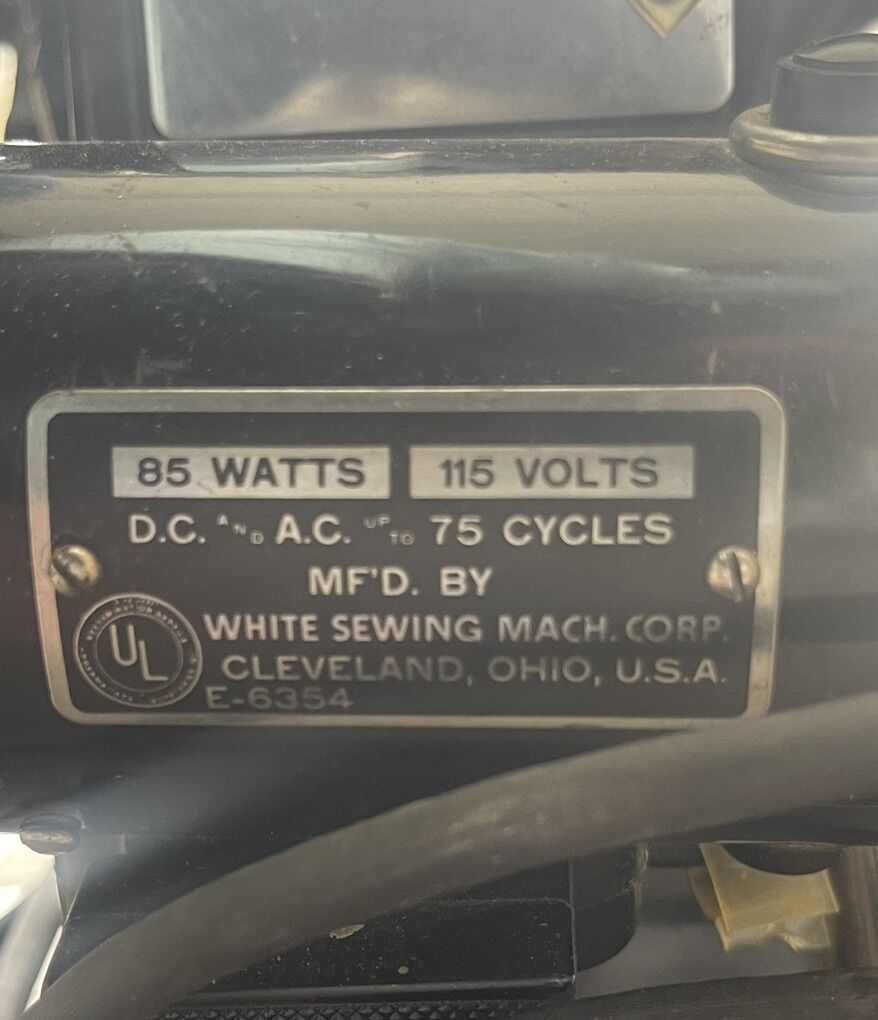 85 WATTS 115 VOLTS
D.C. AND A.C. UP TO 75 CYCLES
MF'D. BY
WHITE SEWING MACH. CORP.
CLEVELAND, OHIO, U.S.A.
UL
E-6354